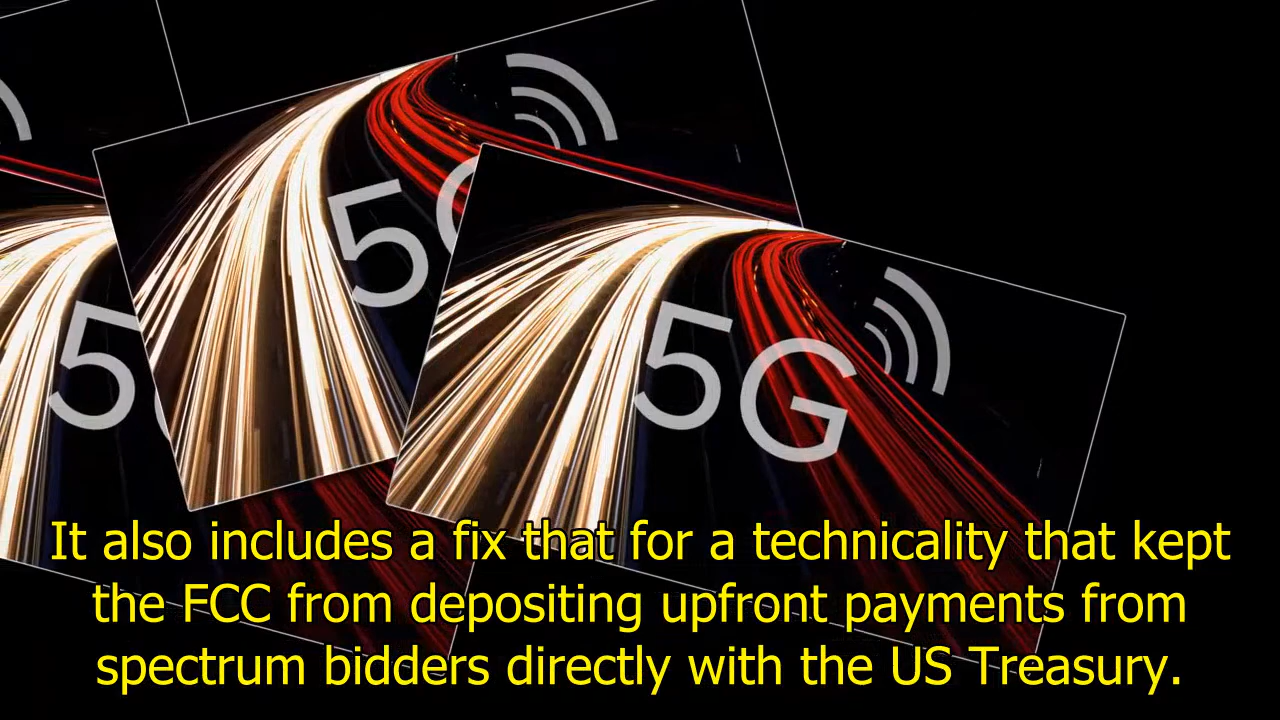 5G
5G
5
It also includes a fix that for a technicality that kept
the FCC from depositing upfront payments from
spectrum bidders directly with the US Treasury.